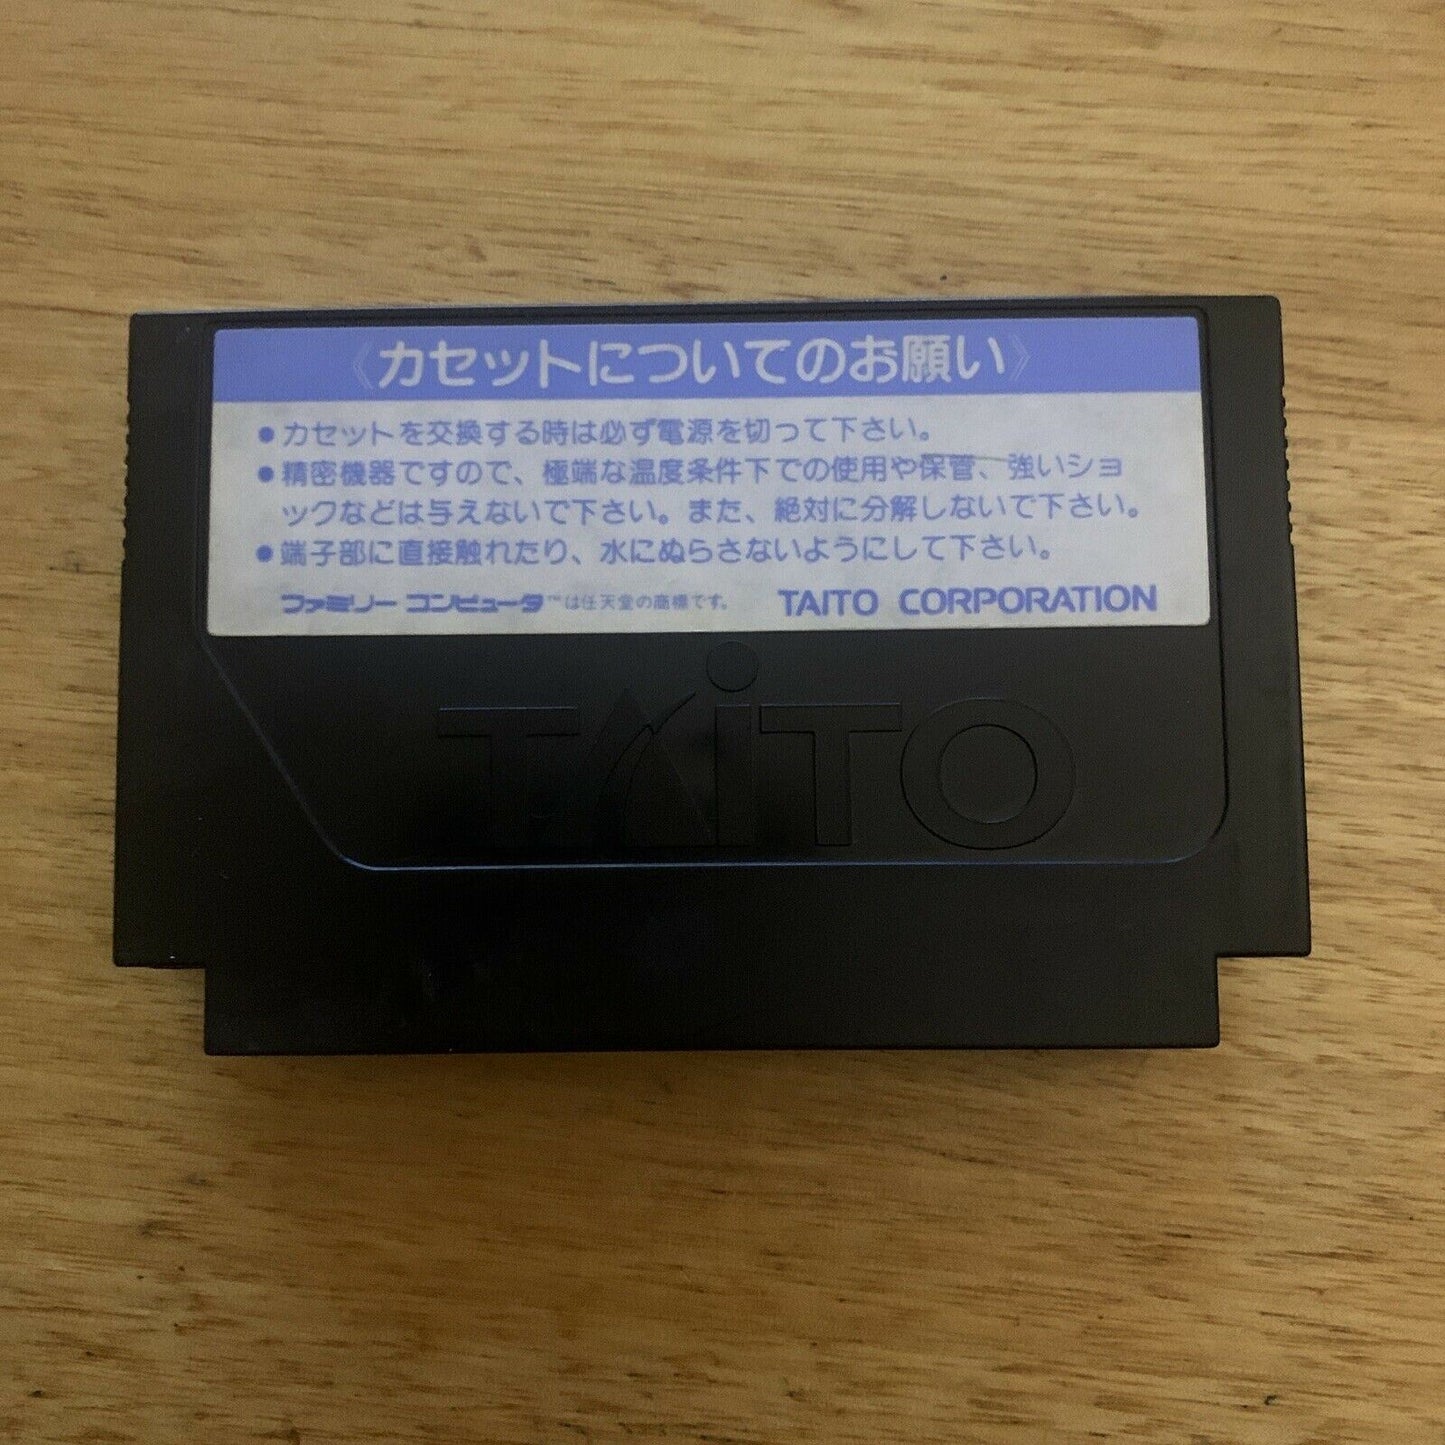 《カセットについてのお願い》
●カセットを交換する時は必ず電源を切って下さい。
●精密機器ですので、極端な温度条件下での使用や保管、強いショ
ックなどは与えないで下さい。また、絶対に分解しないで下さい。
●端子部に直接触れたり、水にぬらさないようにして下さい。
ファミリーコンピュータ™は任天堂の商標です。 TAITO CORPORATION
TAITO